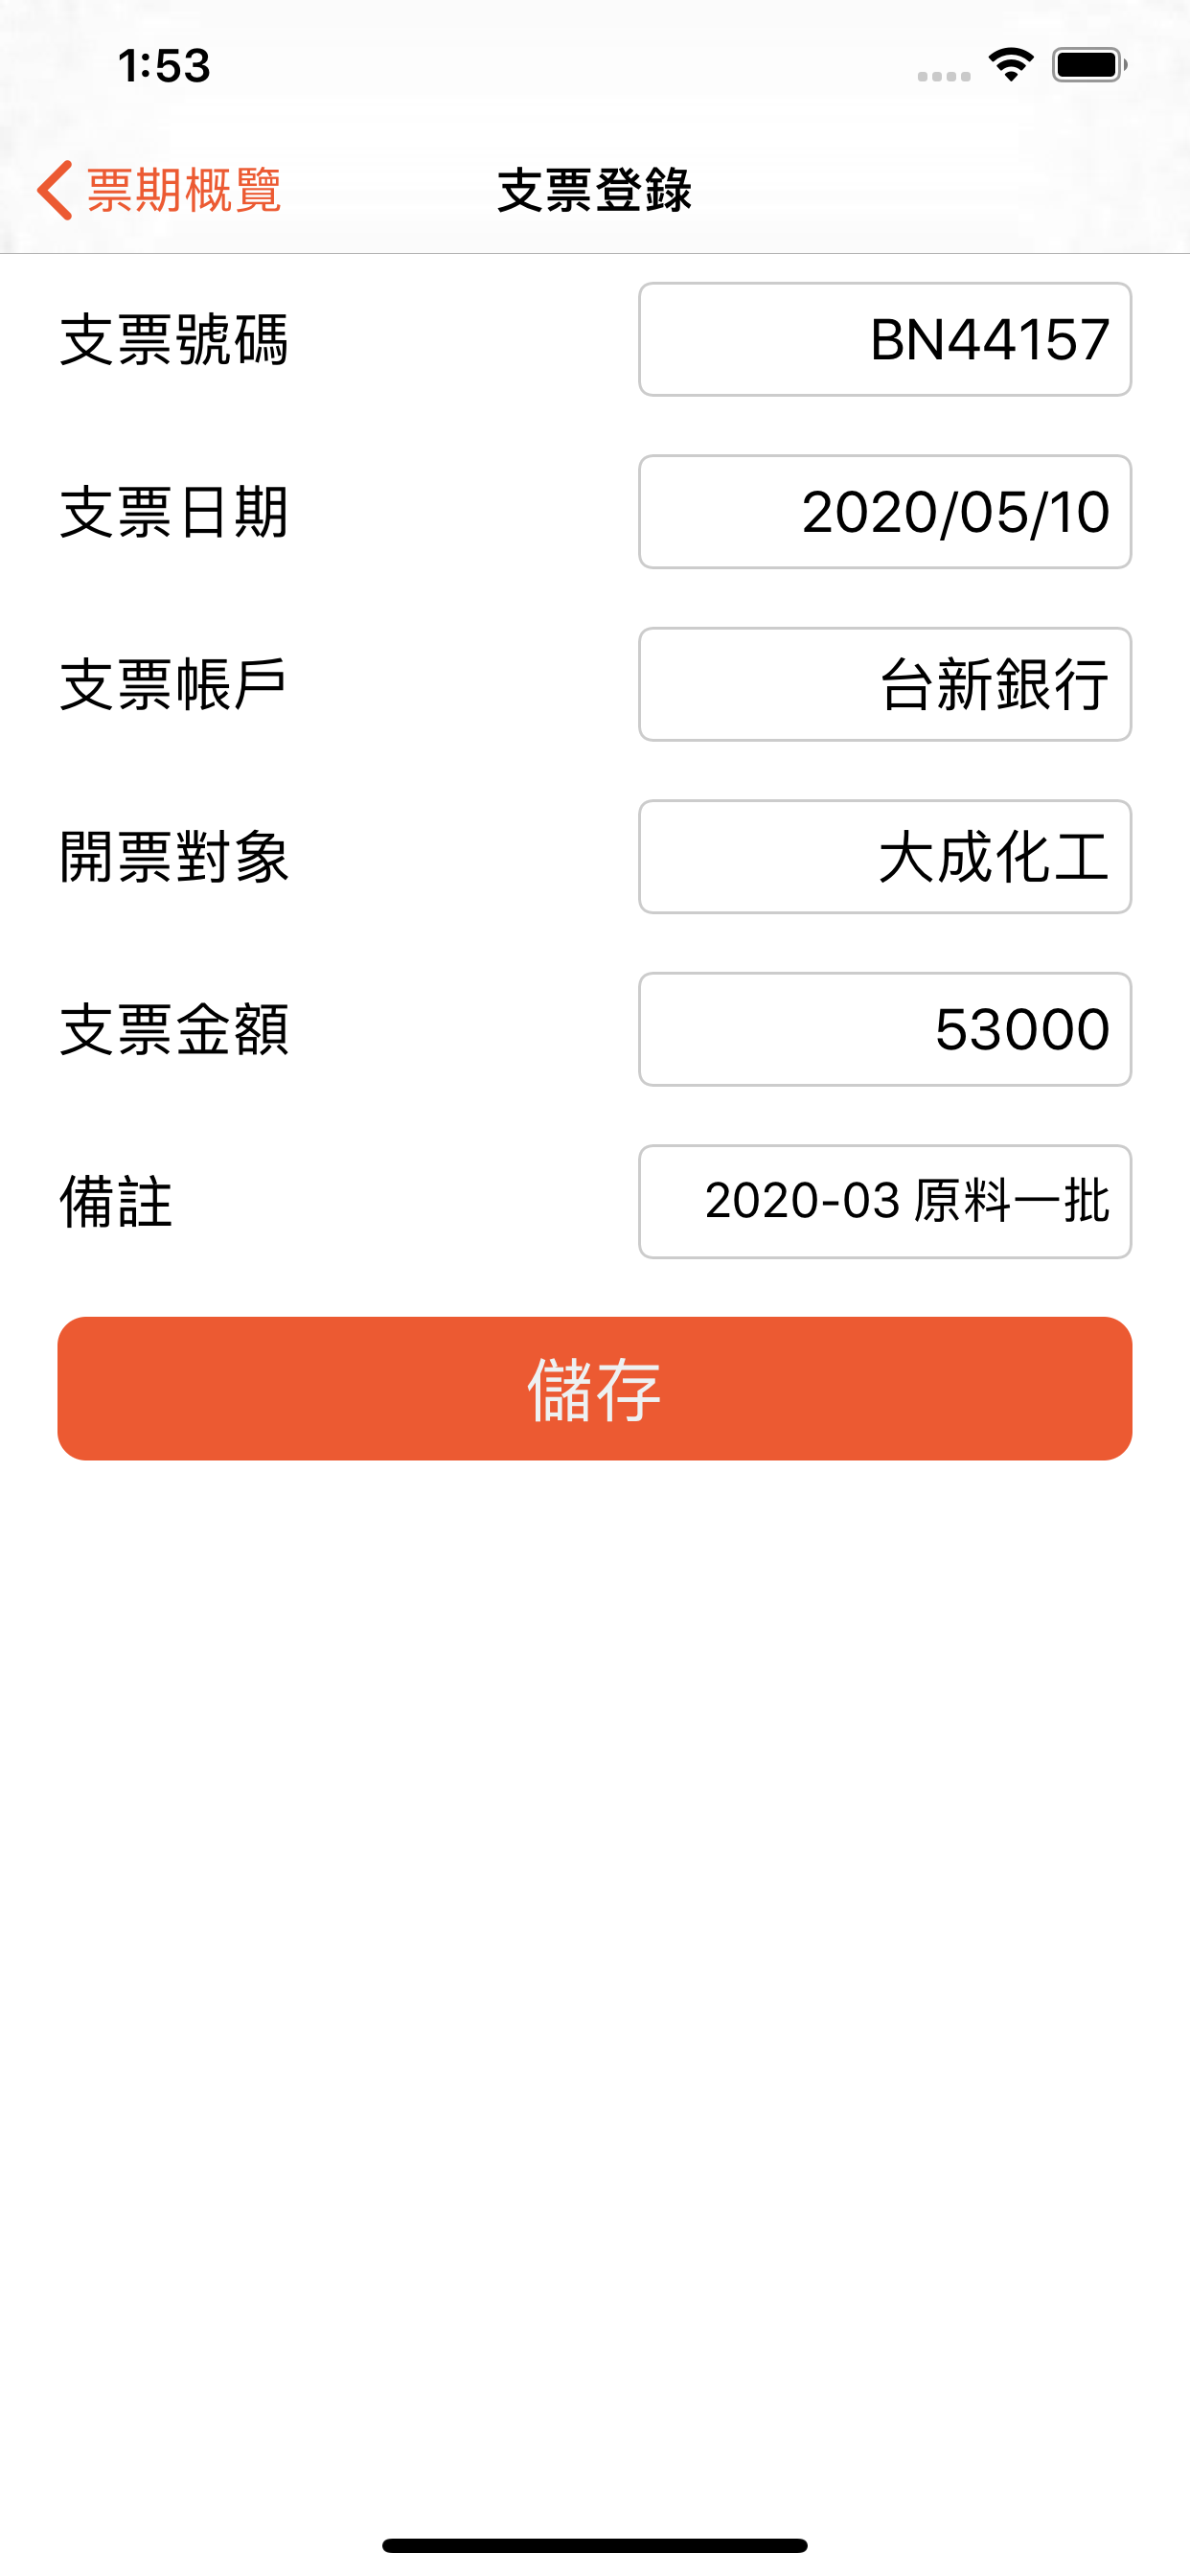 1:53
票期概覽
支票登錄
支票號碼 BN44157
支票日期 2020/05/10
支票帳戶 台新銀行
開票對象 大成化工
支票金額 53000
備註 2020-03 原料一批
儲存